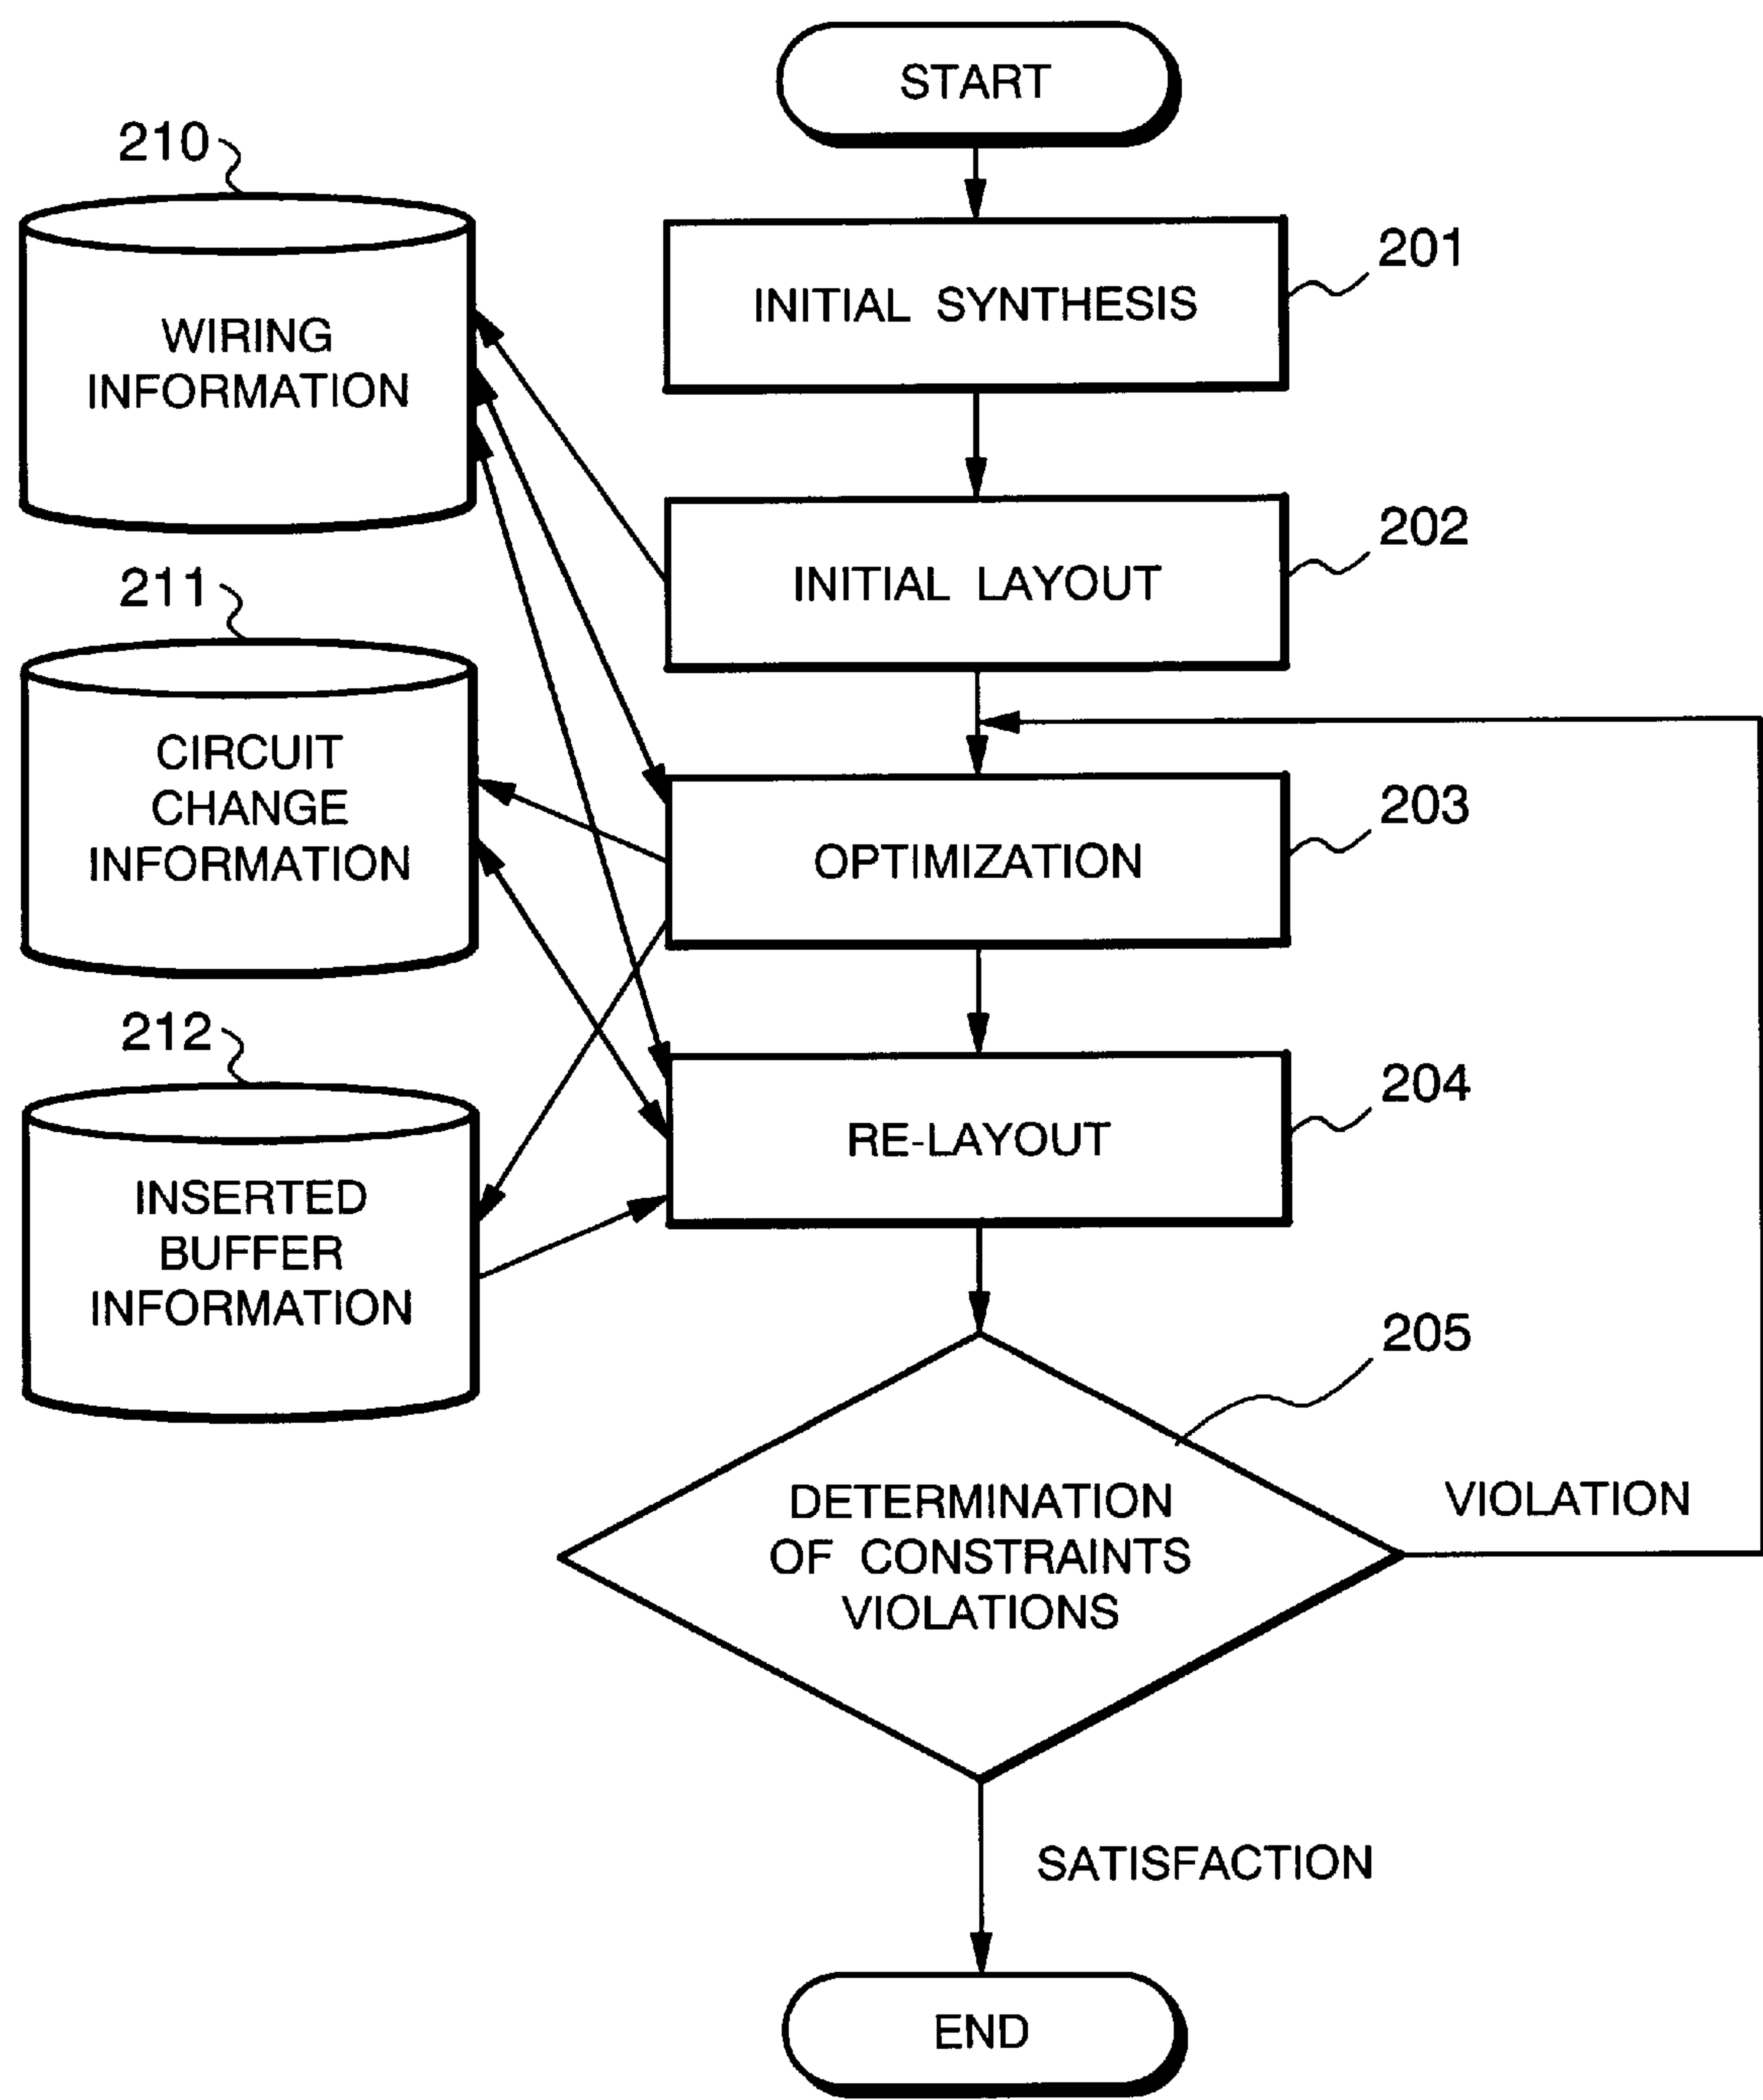 START
210
WIRING
INFORMATION
201
INITIAL SYNTHESIS
202
INITIAL LAYOUT
211
CIRCUIT
CHANGE
INFORMATION
203
OPTIMIZATION
212
INSERTED
BUFFER
INFORMATION
204
RE-LAYOUT
205
DETERMINATION
OF CONSTRAINTS
VIOLATIONS
VIOLATION
SATISFACTION
END